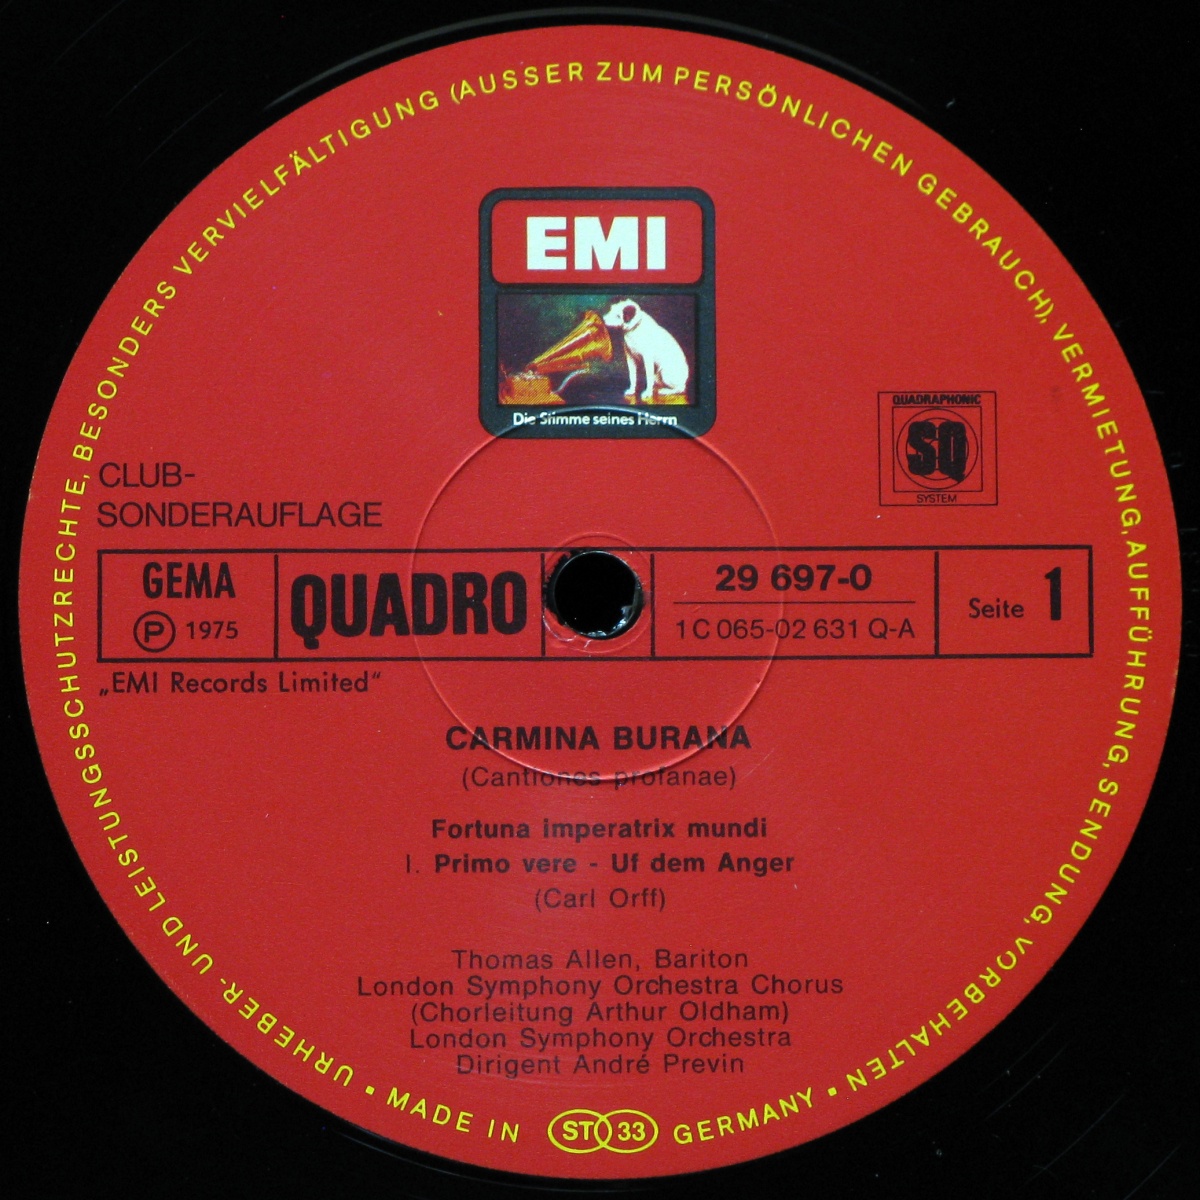 URHEBER- UND LEISTUNGSSCHUTZRECHTE, BESONDERS VERVIELFÄLTIGUNG (AUSSER ZUM PERSÖNLICHEN GEBRAUCH), VERMIETUNG, AUFFÜHRUNG, SENDUNG, VORBEHALTEN
EMI
Die Stimme seines Herrn
QUADRAPHONIC
SQ
SYSTEM
CLUB-
SONDERAUFLAGE
GEMA
Ⓟ 1975
QUADRO
29 697-0
1 C 065-02 631 Q-A
Seite 1
„EMI Records Limited“
CARMINA BURANA
(Cantiones profanae)
Fortuna imperatrix mundi
I. Primo vere - Uf dem Anger
(Carl Orff)
Thomas Allen, Bariton
London Symphony Orchestra Chorus
(Chorleitung Arthur Oldham)
London Symphony Orchestra
Dirigent André Previn
▪ MADE IN ST 33 GERMANY ▪